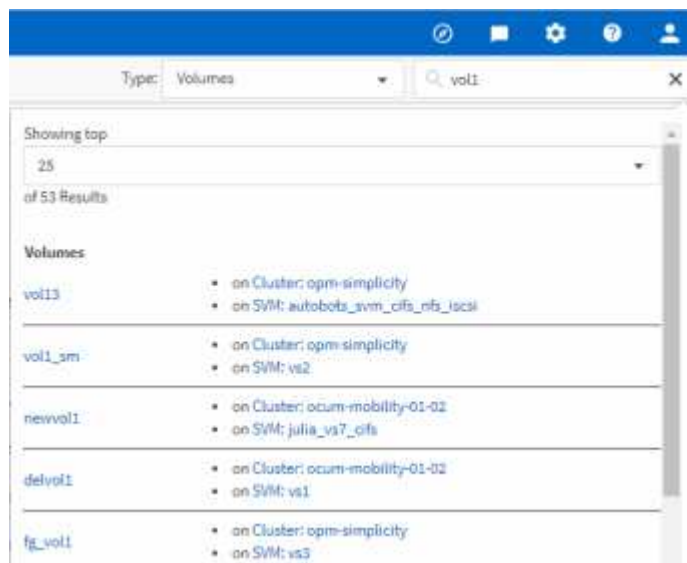 Type: Volumes vol1
Showing top
25
of 53 Results
Volumes
vol13
on Cluster: opm-simplicity
on SVM: autobots_svm_cifs_nfs_iscsi
vol1_sm
on Cluster: opm-simplicity
on SVM: vs2
newvol1
on Cluster: ocum-mobility-01-02
on SVM: julia_vs7_cifs
delvol1
on Cluster: ocum-mobility-01-02
on SVM: vs1
fg_vol1
on Cluster: opm-simplicity
on SVM: vs3